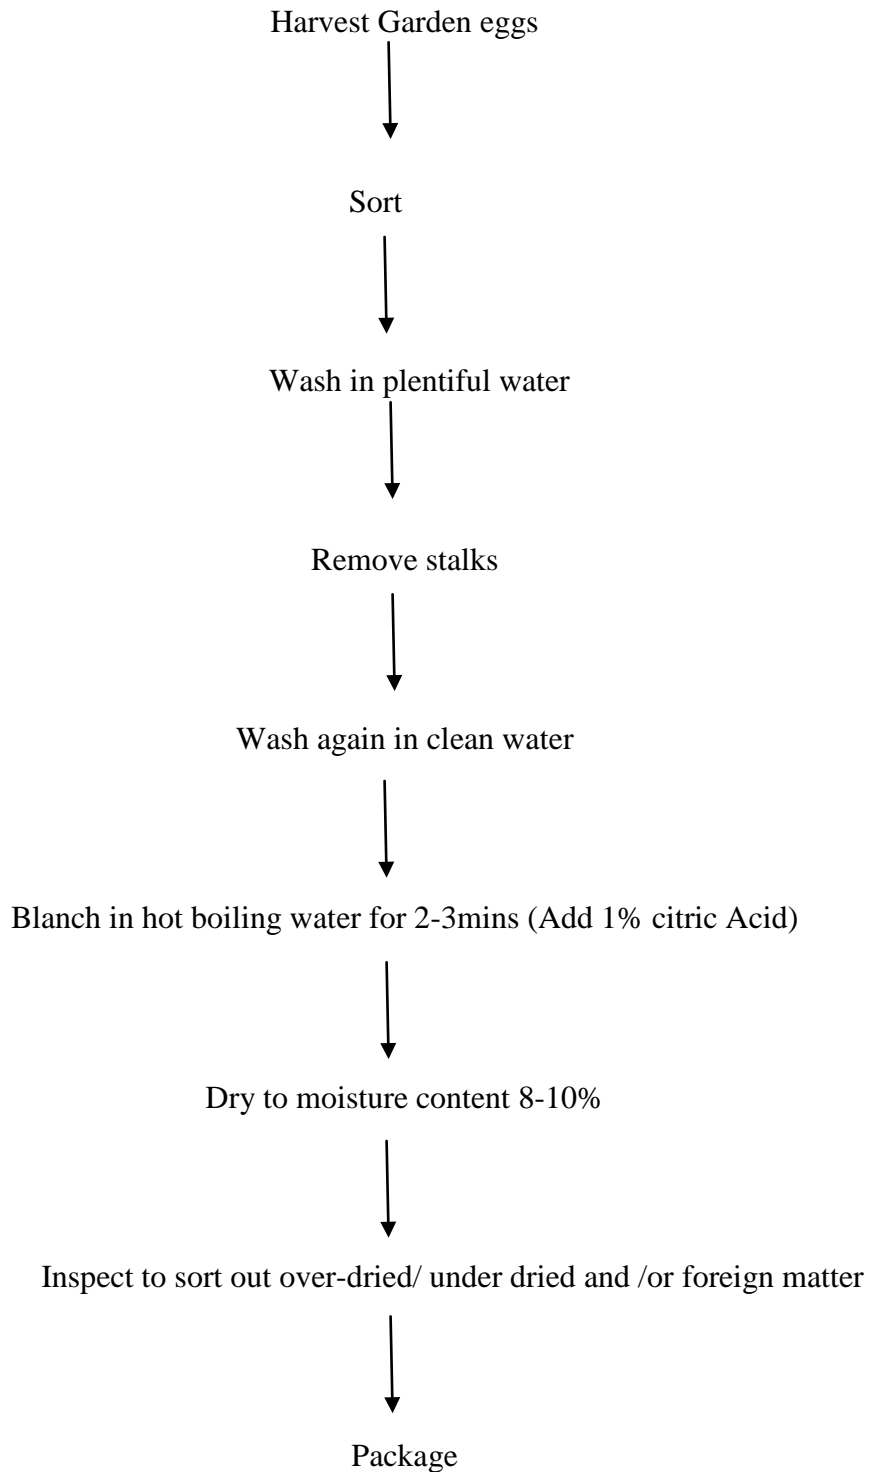 Harvest Garden eggs
Sort
Wash in plentiful water
Remove stalks
Wash again in clean water
Blanch in hot boiling water for 2-3mins (Add 1% citric Acid)
Dry to moisture content 8-10%
Inspect to sort out over-dried/ under dried and /or foreign matter
Package